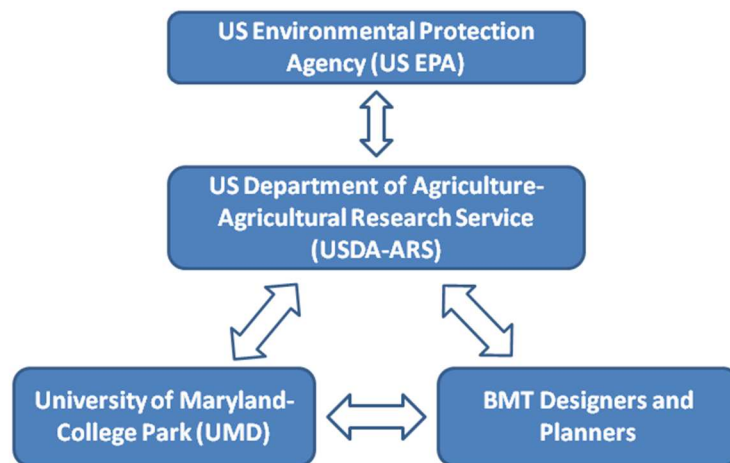 US Environmental Protection
Agency (US EPA)
US Department of Agriculture-
Agricultural Research Service
(USDA-ARS)
University of Maryland-
College Park (UMD)
BMT Designers and
Planners